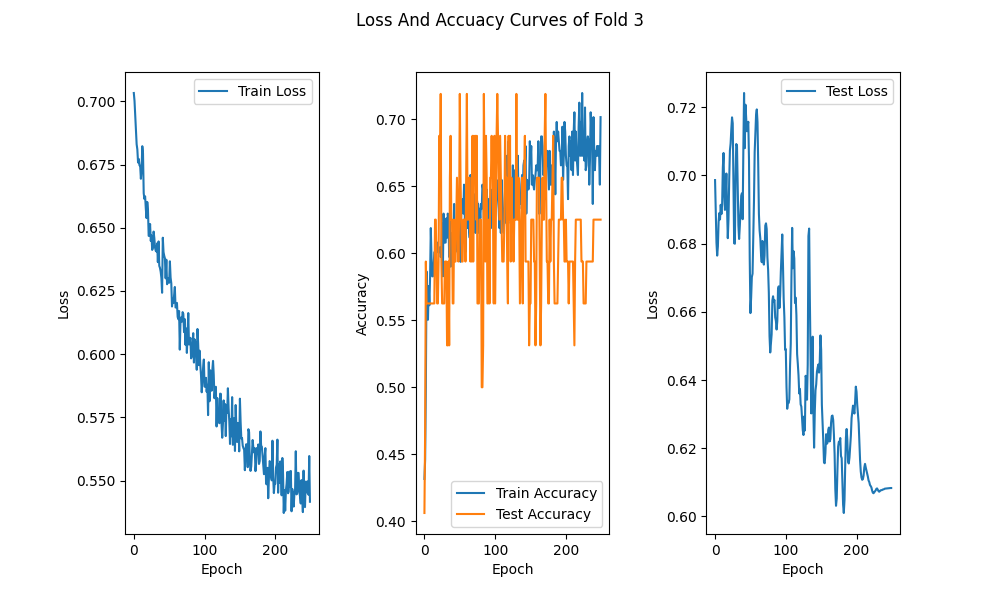 Loss And Accuacy Curves of Fold 3
Train Loss
0.700
0.675
0.650
0.625
0.600
0.575
0.550
Loss
0 100 200
Epoch
0.70
0.65
0.60
0.55
0.50
0.45
0.40
Accuracy
Train Accuracy
Test Accuracy
0 100 200
Epoch
Test Loss
0.72
0.70
0.68
0.66
0.64
0.62
0.60
Loss
0 100 200
Epoch